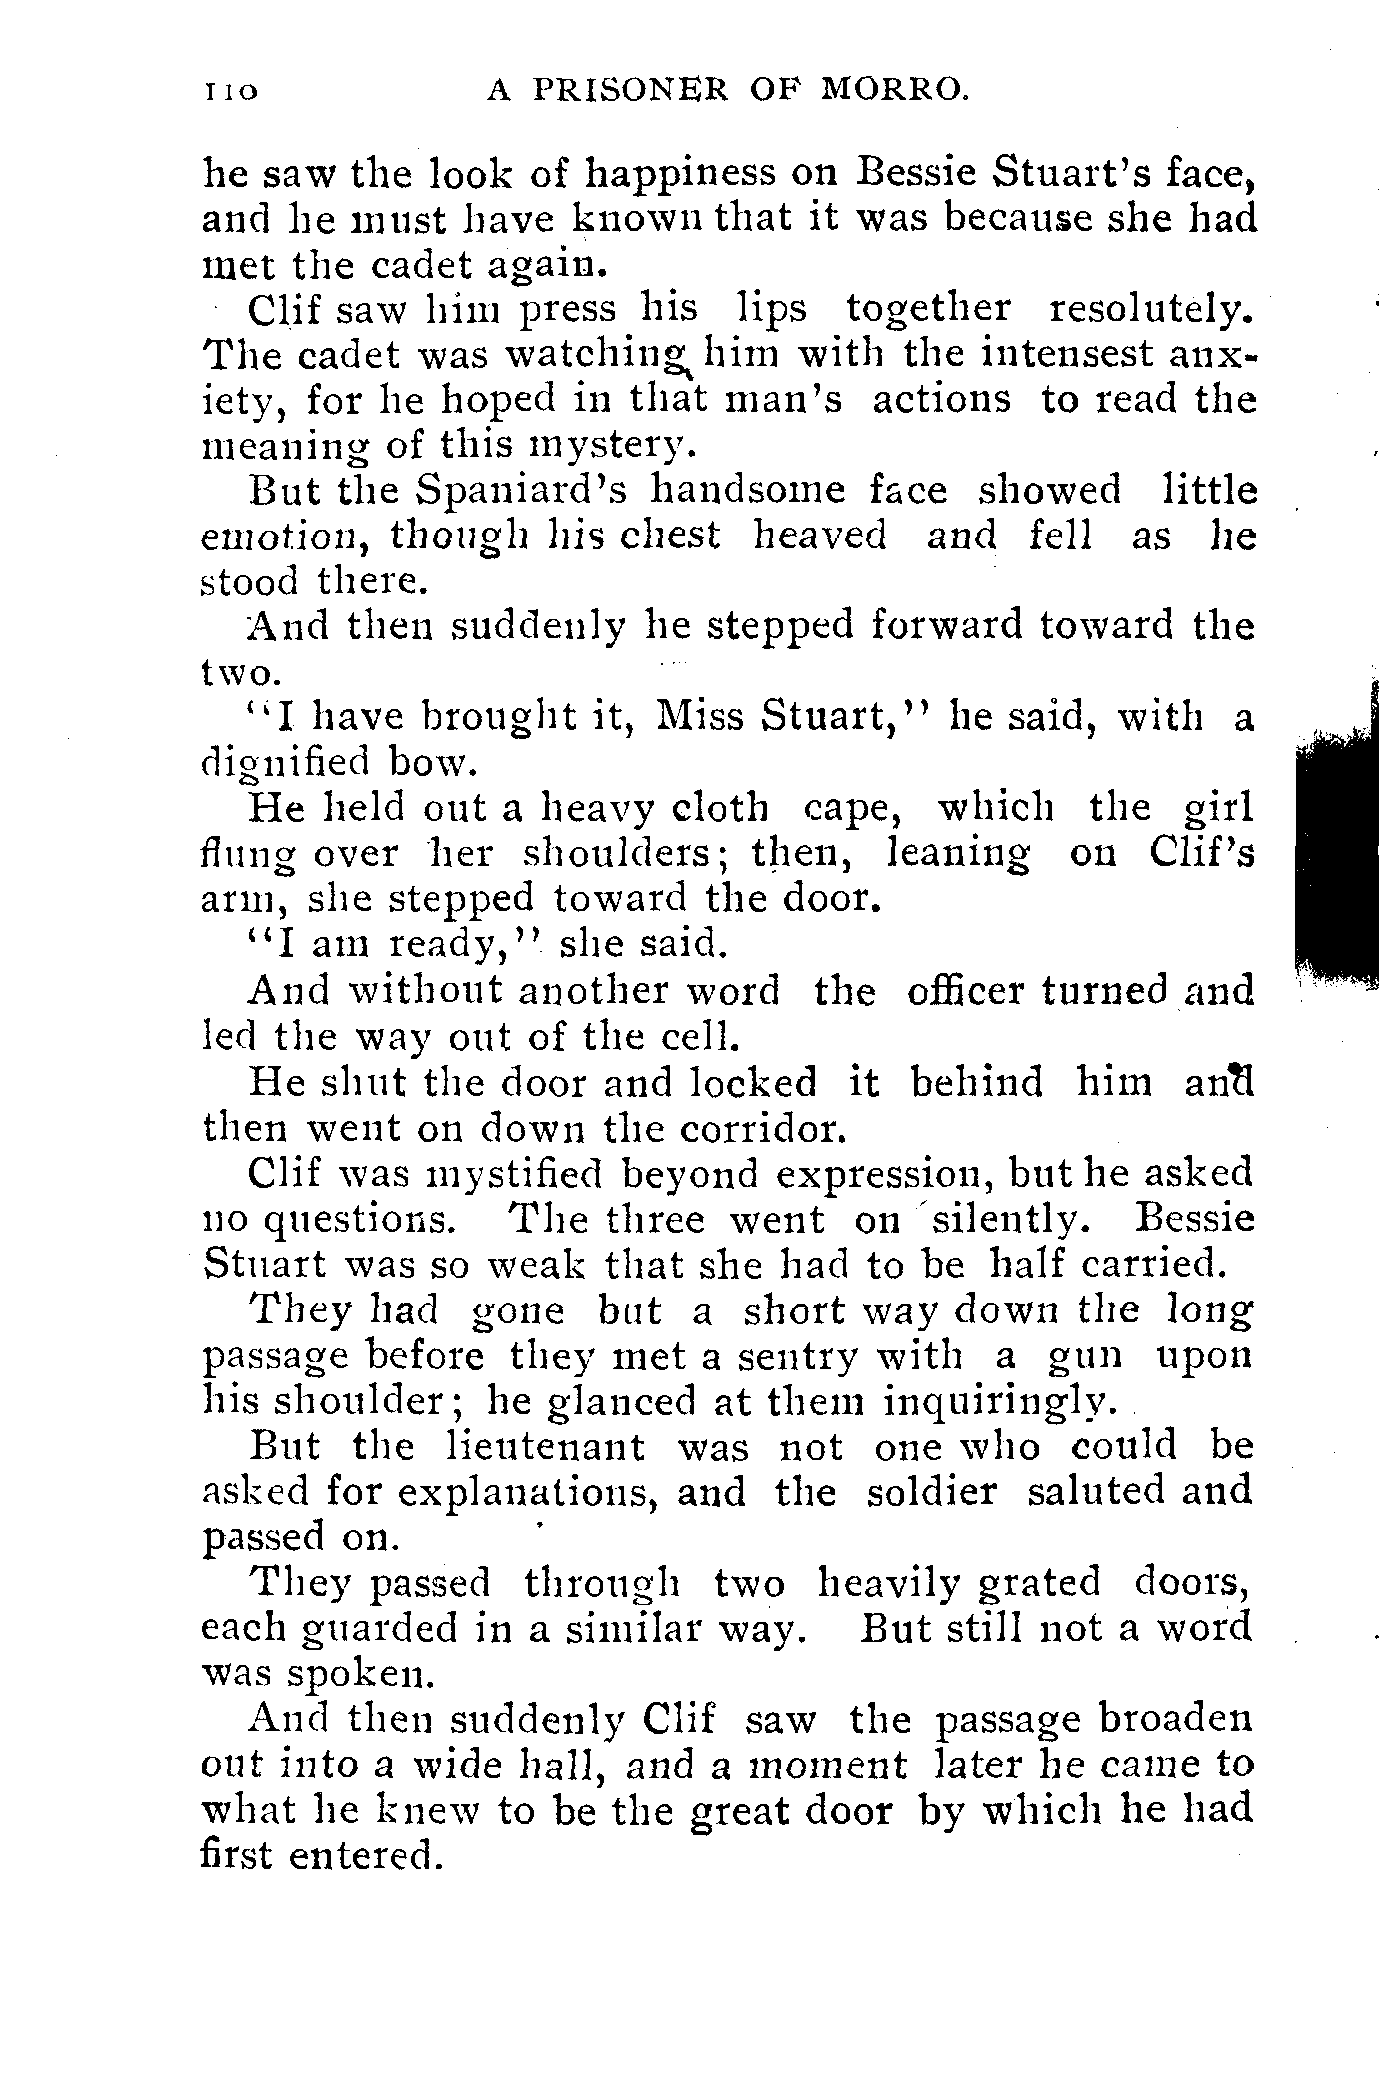 110 A PRISONER OF MORRO.
he saw the look of happiness on Bessie Stuart's face,
and he must have known that it was because she had
met the cadet again.
Clif saw him press his lips together resolutely.
The cadet was watching him with the intensest anx-
iety, for he hoped in that man's actions to read the
meaning of this mystery.
But the Spaniard's handsome face showed little
emotion, though his chest heaved and fell as he
stood there.
And then suddenly he stepped forward toward the
two.
"I have brought it, Miss Stuart," he said, with a
dignified bow.
He held out a heavy cloth cape, which the girl
flung over her shoulders; then, leaning on Clif's
arm, she stepped toward the door.
"I am ready," she said.
And without another word the officer turned and
led the way out of the cell.
He shut the door and locked it behind him and
then went on down the corridor.
Clif was mystified beyond expression, but he asked
no questions. The three went on silently. Bessie
Stuart was so weak that she had to be half carried.
They had gone but a short way down the long
passage before they met a sentry with a gun upon
his shoulder; he glanced at them inquiringly.
But the lieutenant was not one who could be
asked for explanations, and the soldier saluted and
passed on.
They passed through two heavily grated doors,
each guarded in a similar way. But still not a word
was spoken.
And then suddenly Clif saw the passage broaden
out into a wide hall, and a moment later he came to
what he knew to be the great door by which he had
first entered.